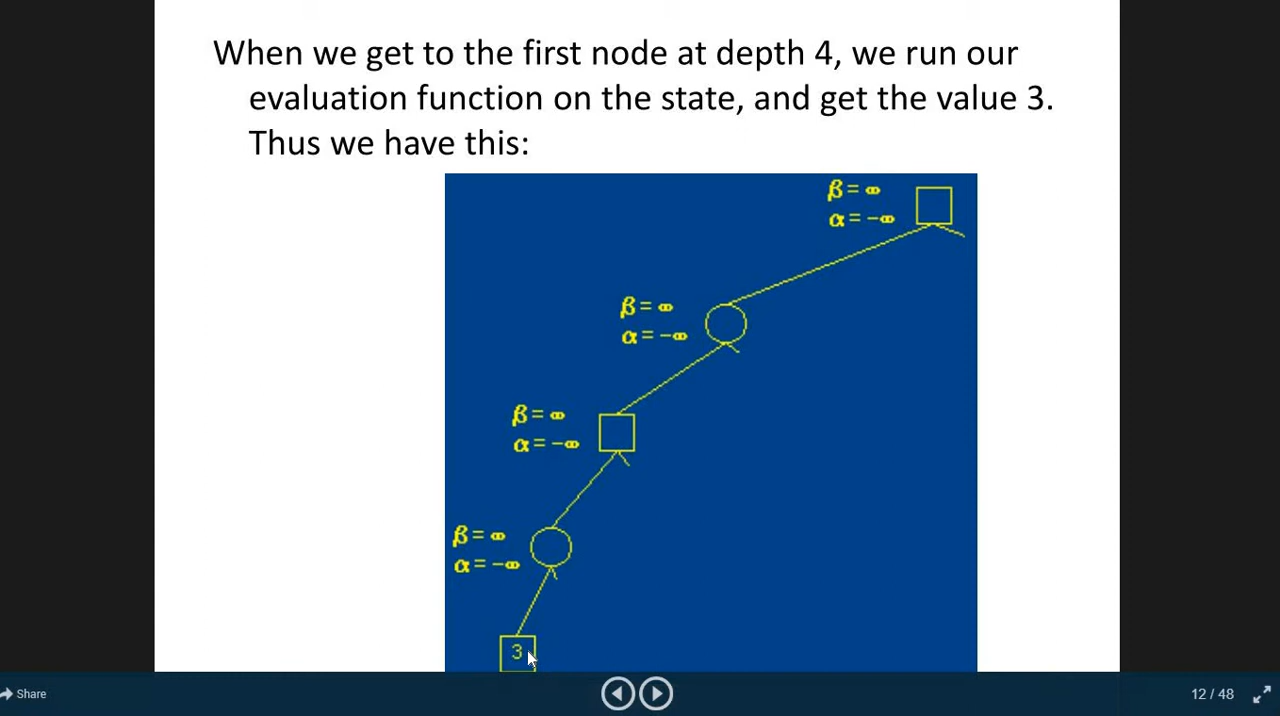 When we get to the first node at depth 4, we run our
evaluation function on the state, and get the value 3.
Thus we have this:
β = ∞
α = -∞
β = ∞
α = -∞
β = ∞
α = -∞
β = ∞
α = -∞
3
Share
12 / 48